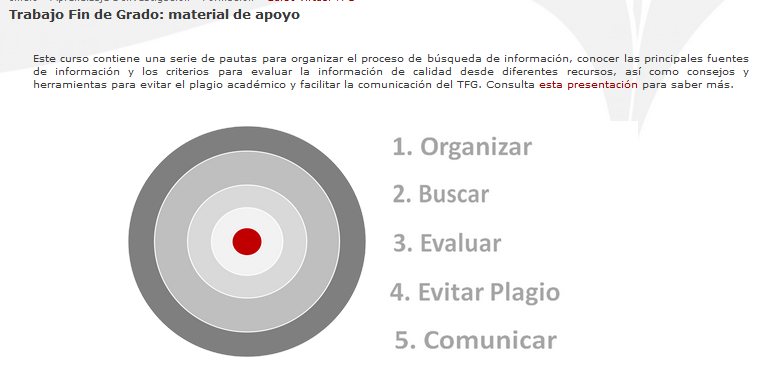 Trabajo Fin de Grado: material de apoyo
Este curso contiene una serie de pautas para organizar el proceso de búsqueda de información, conocer las principales fuentes
de información y los criterios para evaluar la información de calidad desde diferentes recursos, así como consejos y
herramientas para evitar el plagio académico y facilitar la comunicación del TFG. Consulta esta presentación para saber más.
1. Organizar
2. Buscar
3. Evaluar
4. Evitar Plagio
5. Comunicar